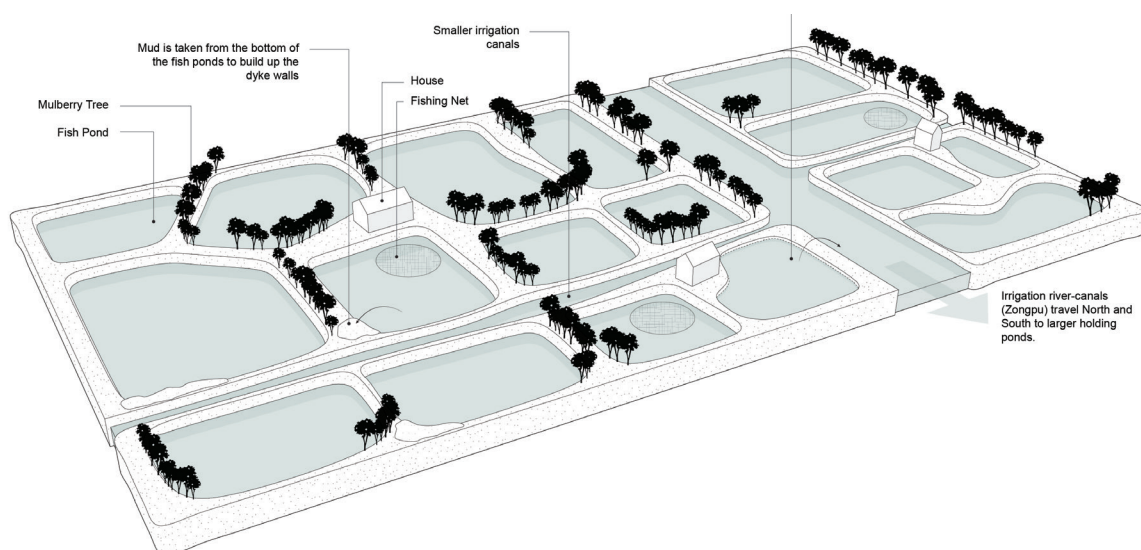 Mud is taken from the bottom of
the fish ponds to build up the
dyke walls
Smaller irrigation
canals
House
Fishing Net
Mulberry Tree
Fish Pond
Irrigation river-canals
(Zongpu) travel North and
South to larger holding
ponds.